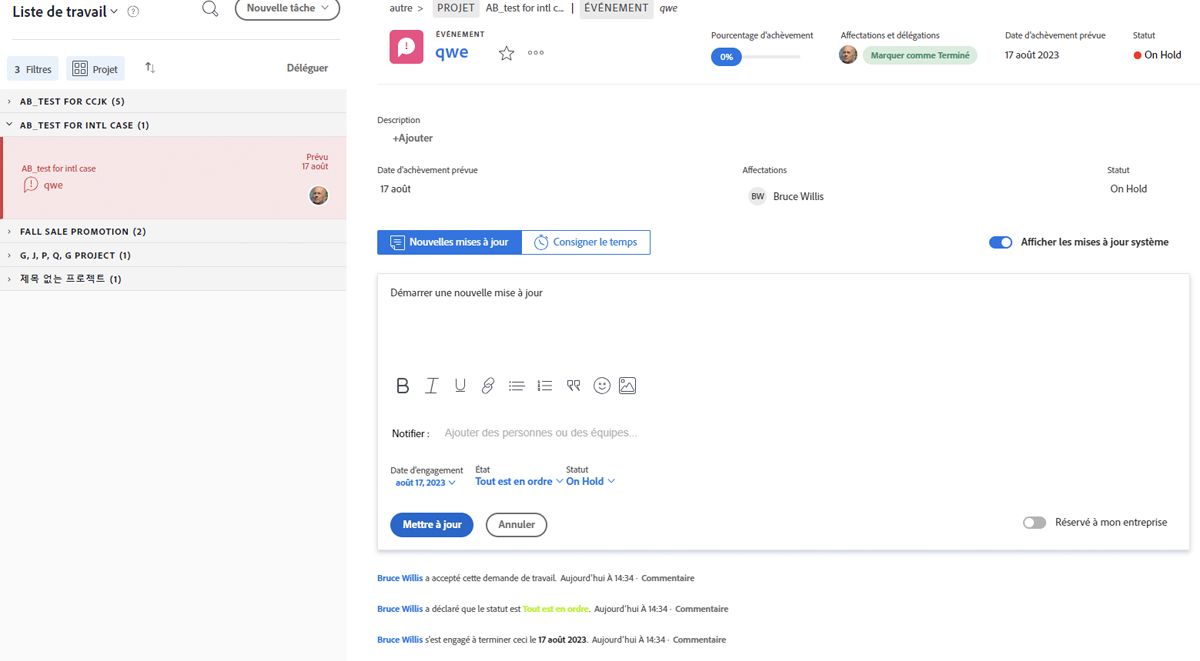 Liste de travail
Nouvelle tâche
3 Filtres
Projet
Déléguer
AB_TEST FOR CCJK (5)
AB_TEST FOR INTL CASE (1)
AB_test for intl case
qwe
Prévu
17 août
FALL SALE PROMOTION (2)
G, J, P, Q, G PROJECT (1)
제목 없는 프로젝트 (1)
autre > PROJET AB_test for intl c... | ÉVÉNEMENT qwe
ÉVÉNEMENT
qwe
Pourcentage d'achèvement
0%
Affectations et délégations
Marquer comme Terminé
Date d'achèvement prévue
17 août 2023
Statut
On Hold
Description
+Ajouter
Date d'achèvement prévue
17 août
Affectations
BW Bruce Willis
Statut
On Hold
Nouvelles mises à jour
Consigner le temps
Afficher les mises à jour système
Démarrer une nouvelle mise à jour
Notifier : Ajouter des personnes ou des équipes...
Date d'engagement
août 17, 2023
État
Tout est en ordre
Statut
On Hold
Mettre à jour
Annuler
Réservé à mon entreprise
Bruce Willis a accepté cette demande de travail. Aujourd'hui À 14:34 · Commentaire
Bruce Willis a déclaré que le statut est Tout est en ordre. Aujourd'hui À 14:34 · Commentaire
Bruce Willis s'est engagé à terminer ceci le 17 août 2023. Aujourd'hui À 14:34 · Commentaire